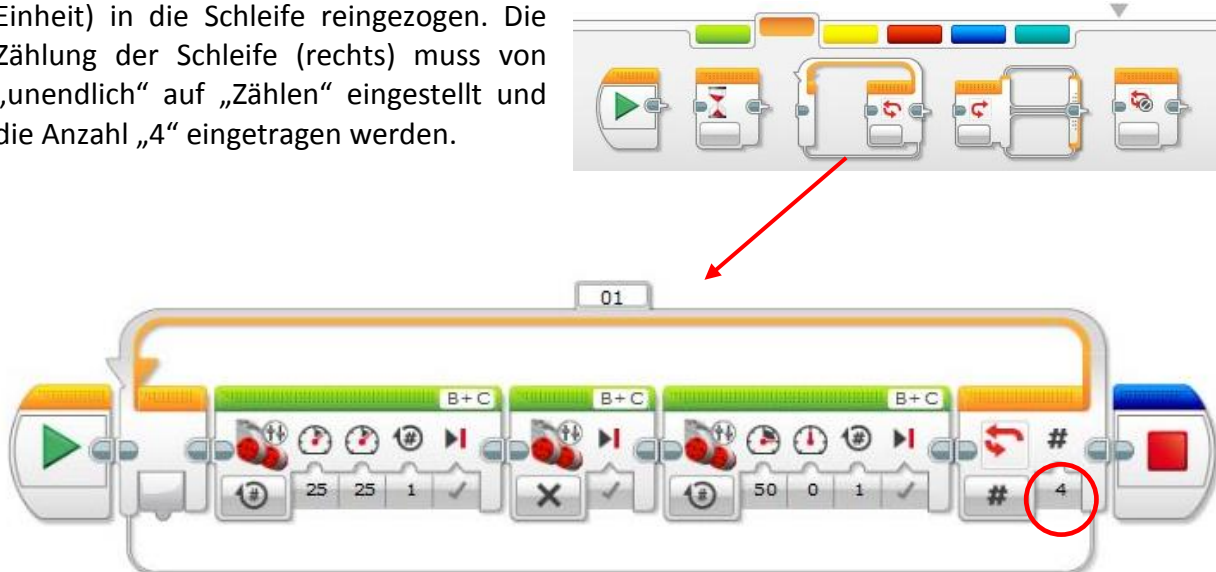 Einheit) in die Schleife reingezogen. Die
Zählung der Schleife (rechts) muss von
„unendlich“ auf „Zählen“ eingestellt und
die Anzahl „4“ eingetragen werden.
01
B+C B+C B+C
# # #
25 25 1 50 0 1 4
# # #